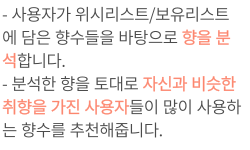 - 사용자가 위시리스트/보유리스트
에 담은 향수들을 바탕으로 향을 분
석합니다.
- 분석한 향을 토대로 자신과 비슷한
취향을 가진 사용자들이 많이 사용하
는 향수를 추천해줍니다.